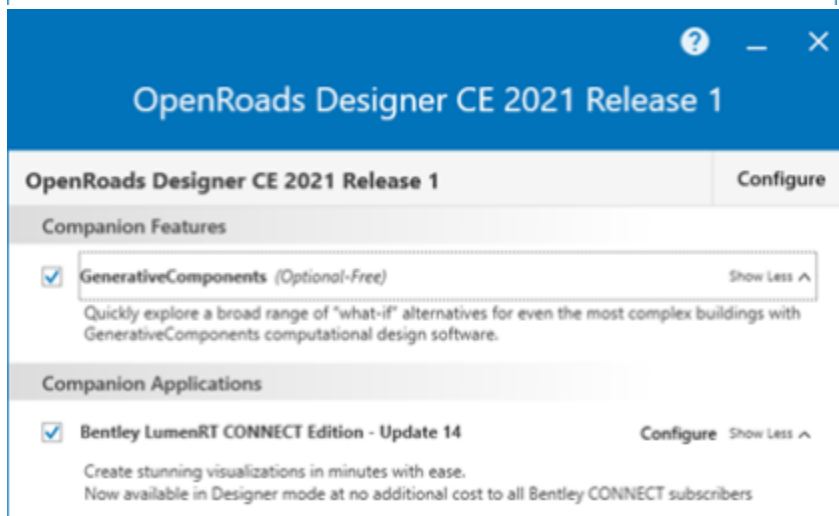 OpenRoads Designer CE 2021 Release 1
OpenRoads Designer CE 2021 Release 1 Configure
Companion Features
GenerativeComponents (Optional-Free) Show Less
Quickly explore a broad range of "what-if" alternatives for even the most complex buildings with
GenerativeComponents computational design software.
Companion Applications
Bentley LumenRT CONNECT Edition - Update 14 Configure Show Less
Create stunning visualizations in minutes with ease.
Now available in Designer mode at no additional cost to all Bentley CONNECT subscribers